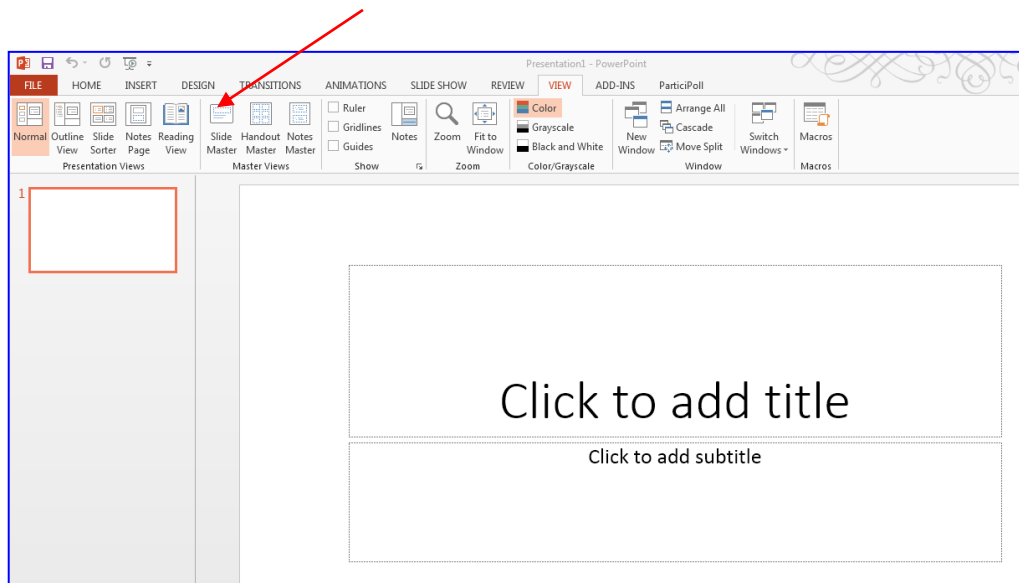 Presentation1 - PowerPoint
FILE HOME INSERT DESIGN TRANSITIONS ANIMATIONS SLIDE SHOW REVIEW VIEW ADD-INS ParticiPoll
Normal Outline View Slide Sorter Notes Page Reading View
Presentation Views
Slide Master Handout Master Notes Master
Master Views
Ruler
Gridlines
Guides
Show
Notes
Zoom Fit to Window
Zoom
Color
Grayscale
Black and White
Color/Grayscale
New Window
Arrange All
Cascade
Move Split
Switch Windows
Window
Macros
Macros
1
Click to add title
Click to add subtitle